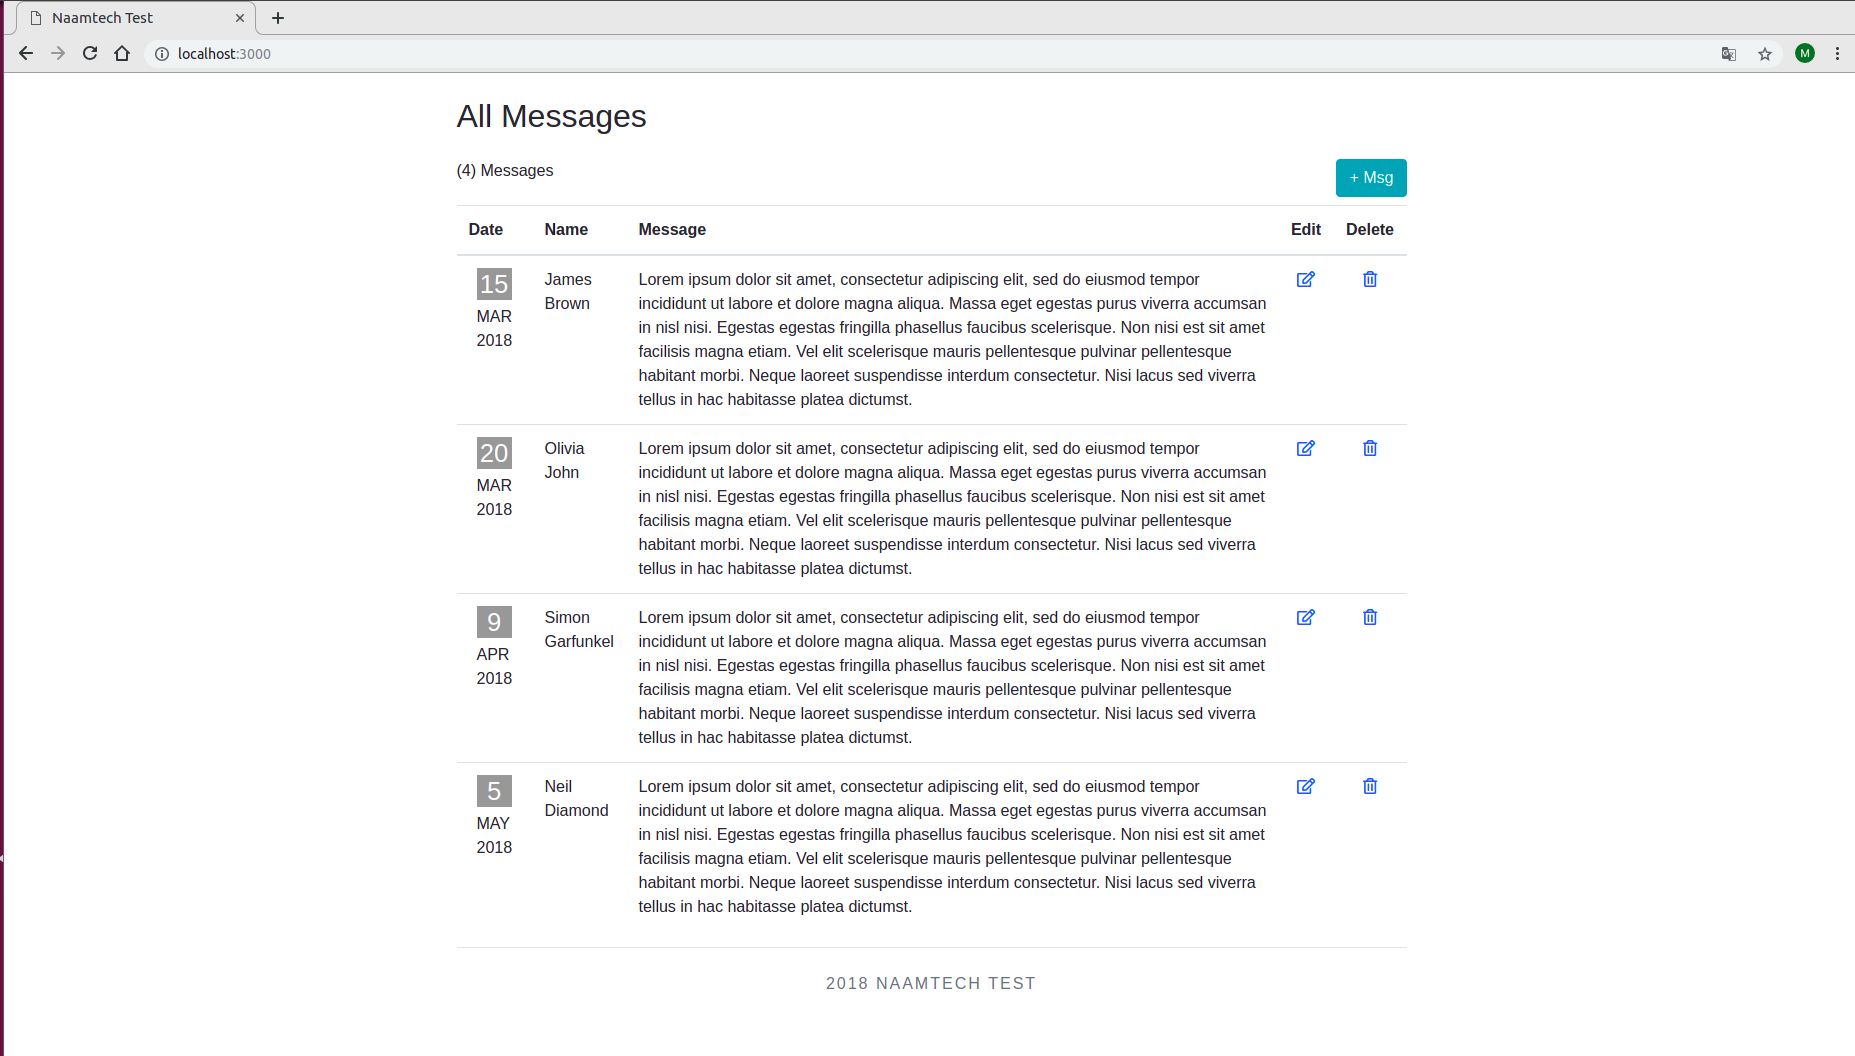 Naamtech Test
localhost:3000
M
All Messages
(4) Messages
+ Msg
Date Name Message Edit Delete
15 James Lorem ipsum dolor sit amet, consectetur adipiscing elit, sed do eiusmod tempor
Brown incididunt ut labore et dolore magna aliqua. Massa eget egestas purus viverra accumsan
MAR in nisl nisi. Egestas egestas fringilla phasellus faucibus scelerisque. Non nisi est sit amet
2018 facilisis magna etiam. Vel elit scelerisque mauris pellentesque pulvinar pellentesque
habitant morbi. Neque laoreet suspendisse interdum consectetur. Nisi lacus sed viverra
tellus in hac habitasse platea dictumst.
20 Olivia Lorem ipsum dolor sit amet, consectetur adipiscing elit, sed do eiusmod tempor
John incididunt ut labore et dolore magna aliqua. Massa eget egestas purus viverra accumsan
MAR in nisl nisi. Egestas egestas fringilla phasellus faucibus scelerisque. Non nisi est sit amet
2018 facilisis magna etiam. Vel elit scelerisque mauris pellentesque pulvinar pellentesque
habitant morbi. Neque laoreet suspendisse interdum consectetur. Nisi lacus sed viverra
tellus in hac habitasse platea dictumst.
9 Simon Lorem ipsum dolor sit amet, consectetur adipiscing elit, sed do eiusmod tempor
Garfunkel incididunt ut labore et dolore magna aliqua. Massa eget egestas purus viverra accumsan
APR in nisl nisi. Egestas egestas fringilla phasellus faucibus scelerisque. Non nisi est sit amet
2018 facilisis magna etiam. Vel elit scelerisque mauris pellentesque pulvinar pellentesque
habitant morbi. Neque laoreet suspendisse interdum consectetur. Nisi lacus sed viverra
tellus in hac habitasse platea dictumst.
5 Neil Lorem ipsum dolor sit amet, consectetur adipiscing elit, sed do eiusmod tempor
Diamond incididunt ut labore et dolore magna aliqua. Massa eget egestas purus viverra accumsan
MAY in nisl nisi. Egestas egestas fringilla phasellus faucibus scelerisque. Non nisi est sit amet
2018 facilisis magna etiam. Vel elit scelerisque mauris pellentesque pulvinar pellentesque
habitant morbi. Neque laoreet suspendisse interdum consectetur. Nisi lacus sed viverra
tellus in hac habitasse platea dictumst.
2018 NAAMTECH TEST